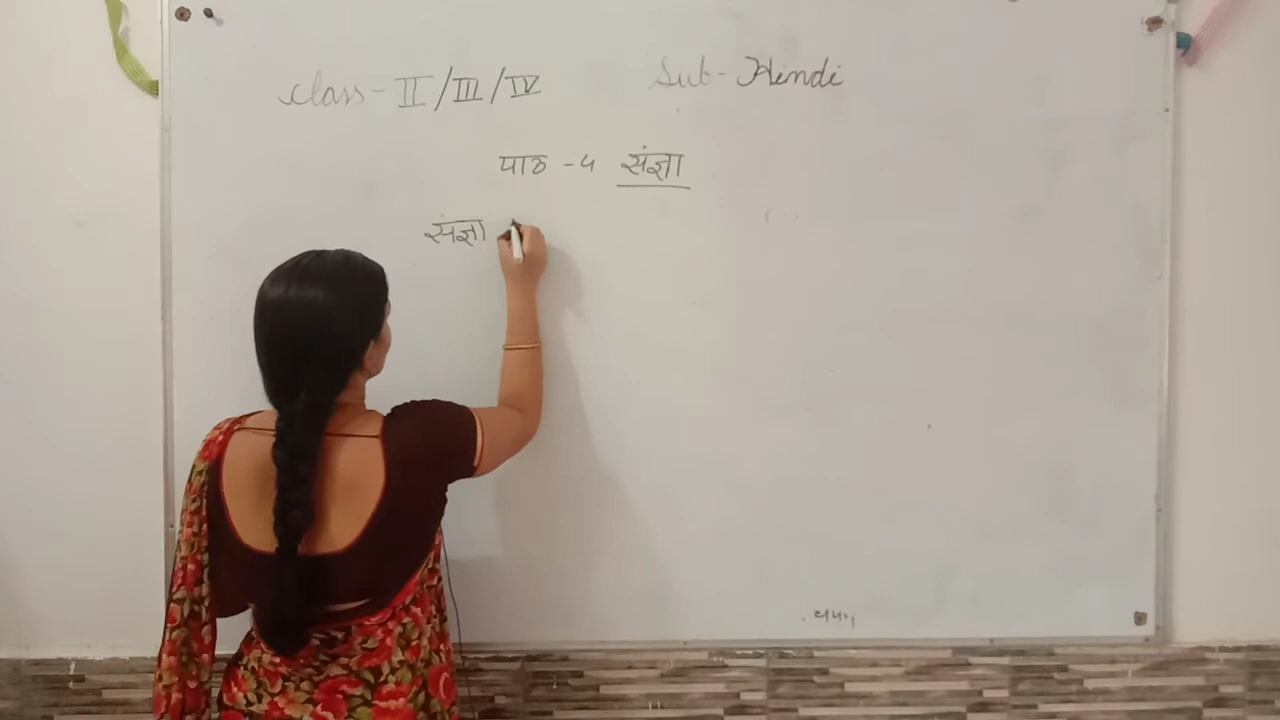 Class - II / III / IV Sub - Hindi
पाठ - ५ संज्ञा
संज्ञा